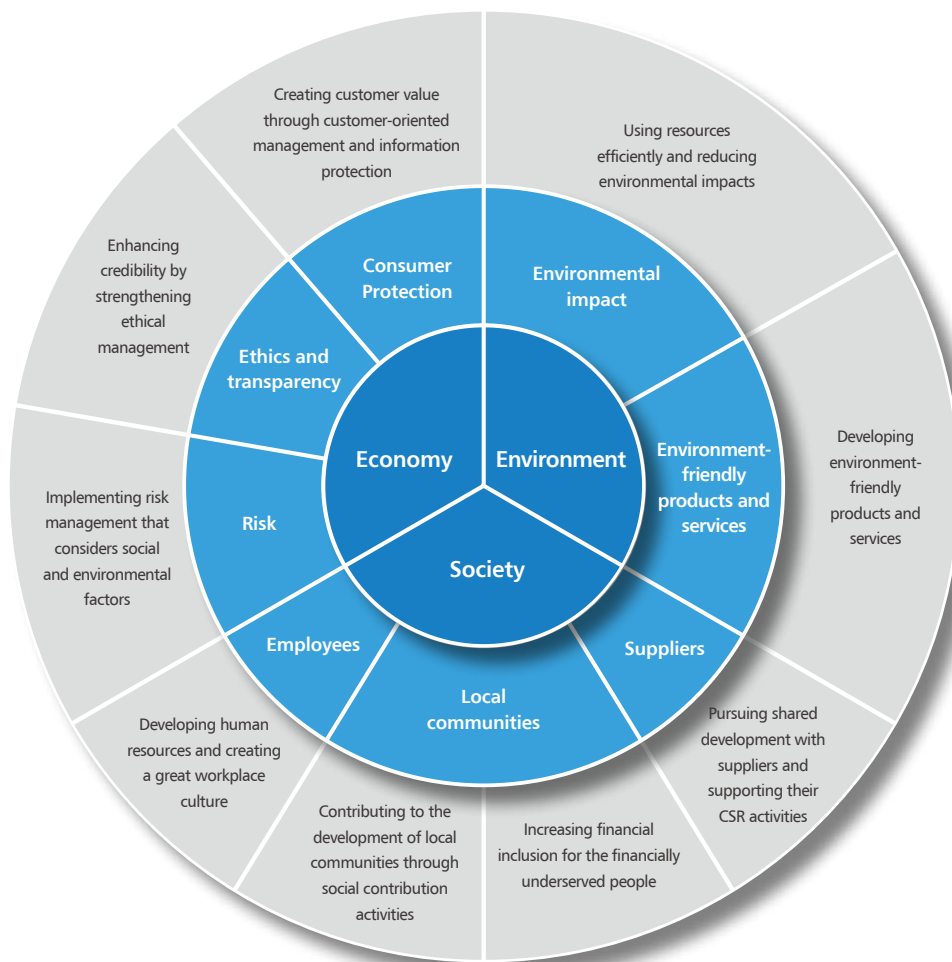 Creating customer value
through customer-oriented
management and information
protection
Using resources
efficiently and reducing
environmental impacts
Enhancing
credibility by
strengthening
ethical
management
Consumer
Protection
Environmental
impact
Ethics and
transparency
Economy
Environment
Environment-
friendly
products and
services
Developing
environment-
friendly
products and
services
Implementing risk
management that
considers social
and environmental
factors
Risk
Society
Employees
Suppliers
Local
communities
Developing human
resources and creating
a great workplace
culture
Contributing to the
development of local
communities through
social contribution
activities
Increasing financial
inclusion for the financially
underserved people
Pursuing shared
development with
suppliers and
supporting their
CSR activities